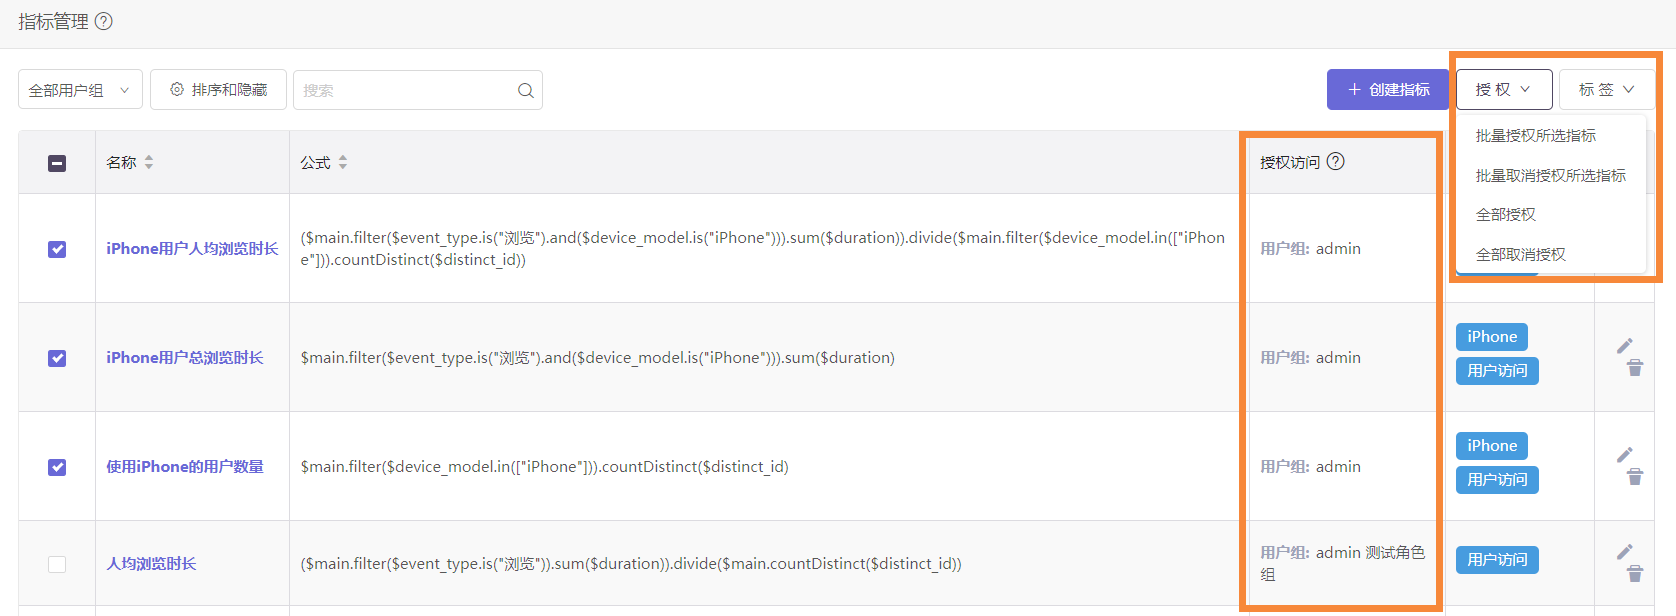 指标管理 ?
全部用户组
排序和隐藏
搜索
+ 创建指标
授 权
标 签
批量授权所选指标
批量取消授权所选指标
全部授权
全部取消授权
名称
公式
授权访问 ?
iPhone用户人均浏览时长
($main.filter($event_type.is("浏览").and($device_model.is("iPhone"))).sum($duration)).divide($main.filter($device_model.in(["iPhon
e"])).countDistinct($distinct_id))
用户组: admin
iPhone用户总浏览时长
$main.filter($event_type.is("浏览").and($device_model.is("iPhone"))).sum($duration)
用户组: admin
iPhone
用户访问
使用iPhone的用户数量
$main.filter($device_model.in(["iPhone"])).countDistinct($distinct_id)
用户组: admin
iPhone
用户访问
人均浏览时长
($main.filter($event_type.is("浏览")).sum($duration)).divide($main.countDistinct($distinct_id))
用户组: admin 测试角色
组
用户访问